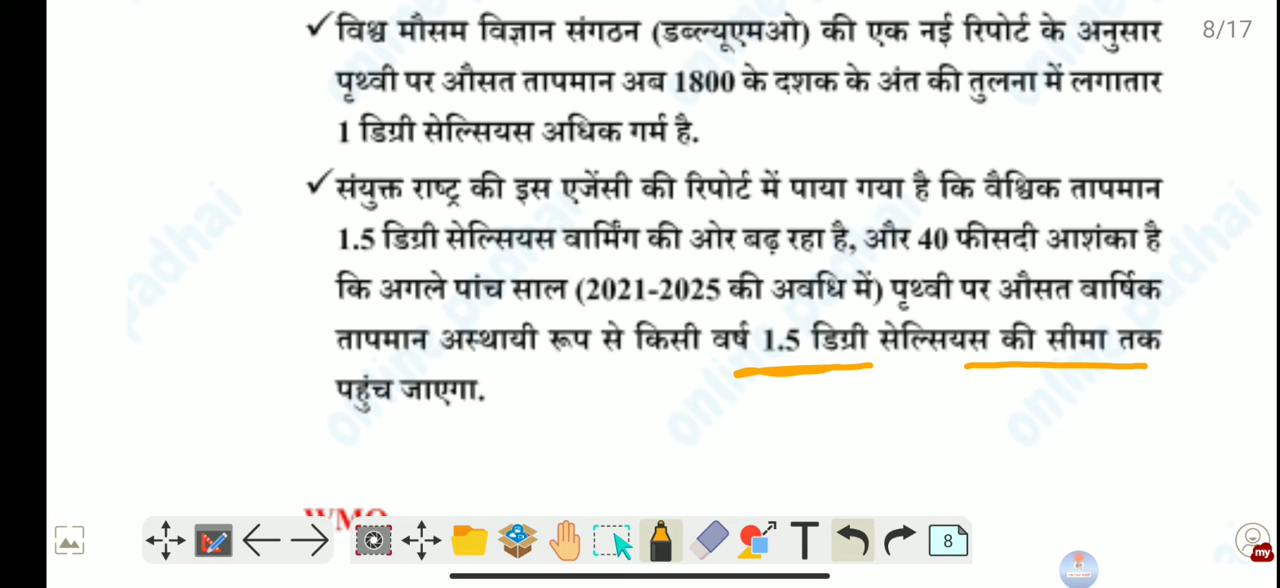 ✓ विश्व मौसम विज्ञान संगठन (डब्ल्यूएमओ) की एक नई रिपोर्ट के अनुसार
8/17
पृथ्वी पर औसत तापमान अब 1800 के दशक के अंत की तुलना में लगातार
1 डिग्री सेल्सियस अधिक गर्म है.
✓ संयुक्त राष्ट्र की इस एजेंसी की रिपोर्ट में पाया गया है कि वैश्विक तापमान
1.5 डिग्री सेल्सियस वार्मिंग की ओर बढ़ रहा है, और 40 फीसदी आशंका है
कि अगले पांच साल (2021-2025 की अवधि में) पृथ्वी पर औसत वार्षिक
तापमान अस्थायी रूप से किसी वर्ष 1.5 डिग्री सेल्सियस की सीमा तक
पहुंच जाएगा.
WMO
T
8
my